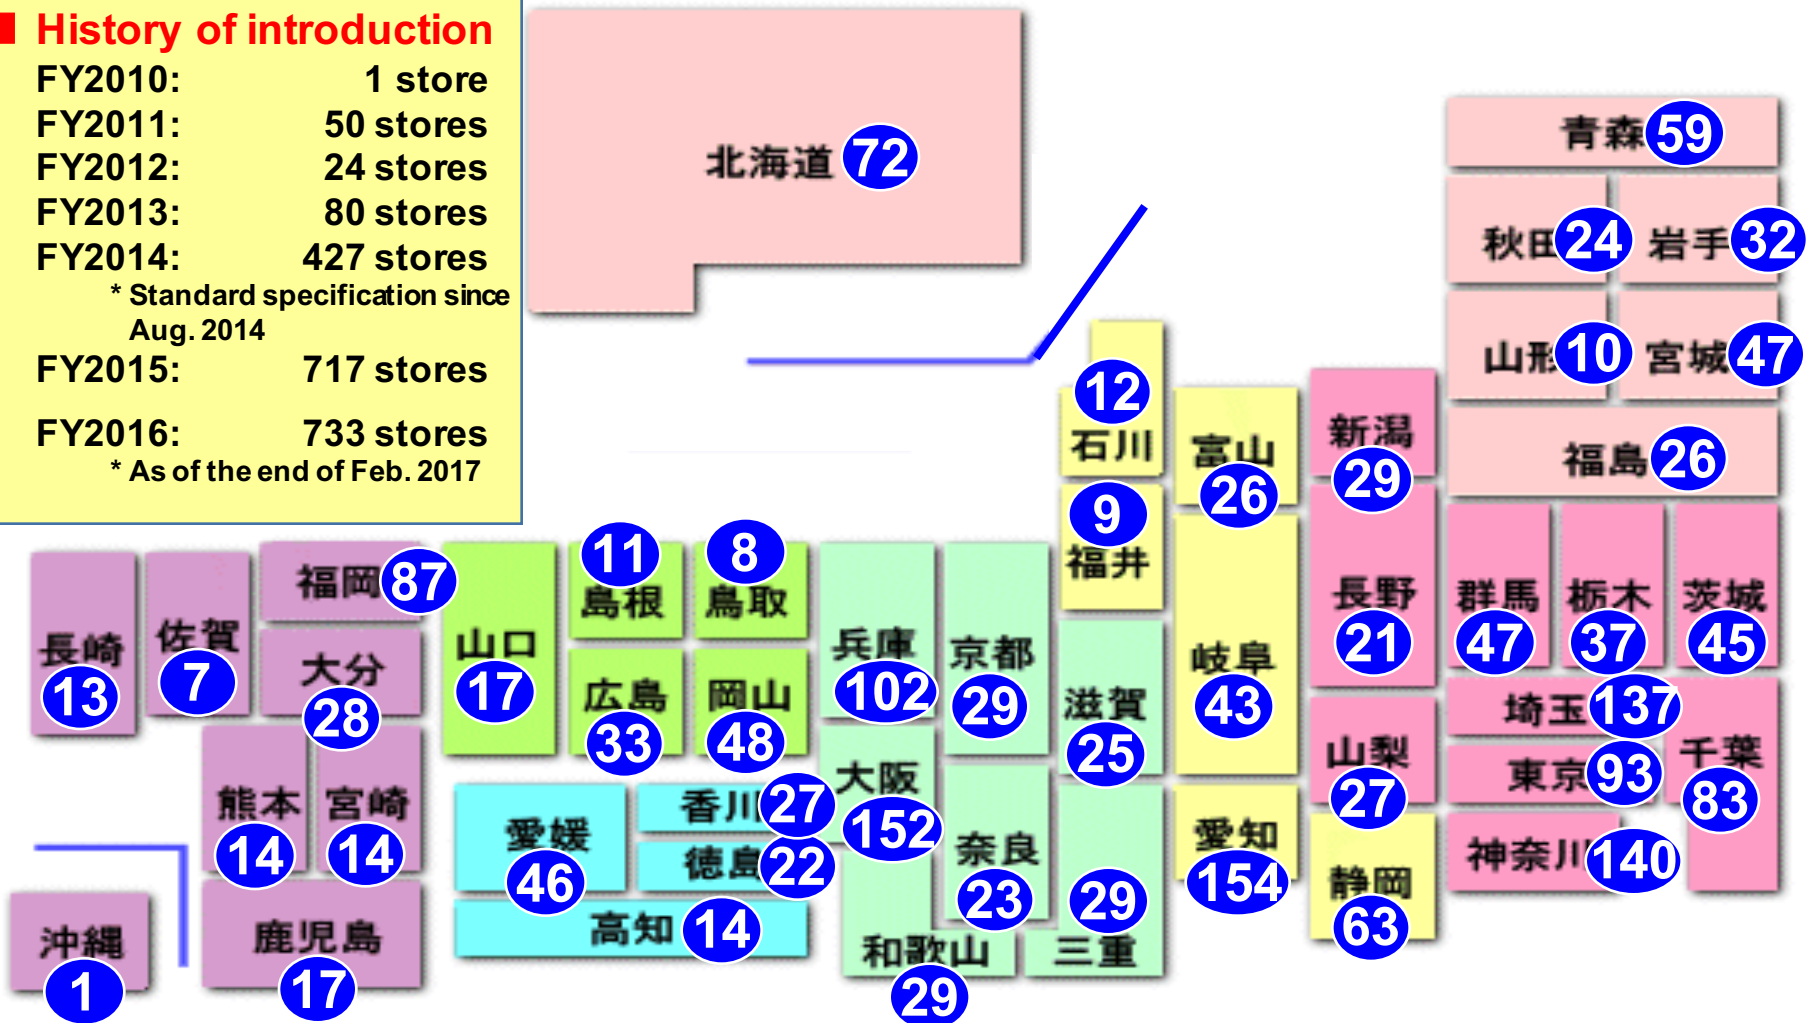 History of introduction
FY2010: 1 store
FY2011: 50 stores
FY2012: 24 stores
FY2013: 80 stores
FY2014: 427 stores
* Standard specification since
Aug. 2014
FY2015: 717 stores
FY2016: 733 stores
* As of the end of Feb. 2017
北海道 72
青森 59
秋田 24
岩手 32
山形 10
宮城 47
福島 26
12
石川
富山
26
新潟
29
9
福井
長野
21
群馬
47
栃木
37
茨城
45
岐阜
43
埼玉 137
山梨
27
東京 93
千葉
83
神奈川 140
愛知
154
静岡
63
滋賀
25
29
三重
京都
29
兵庫
102
大阪
152
奈良
23
和歌山
29
8
鳥取
11
島根
岡山
48
広島
33
山口
17
香川 27
徳島 22
愛媛
46
高知 14
福岡 87
佐賀
7
長崎
13
大分
28
熊本
14
宮崎
14
鹿児島
17
沖縄
1